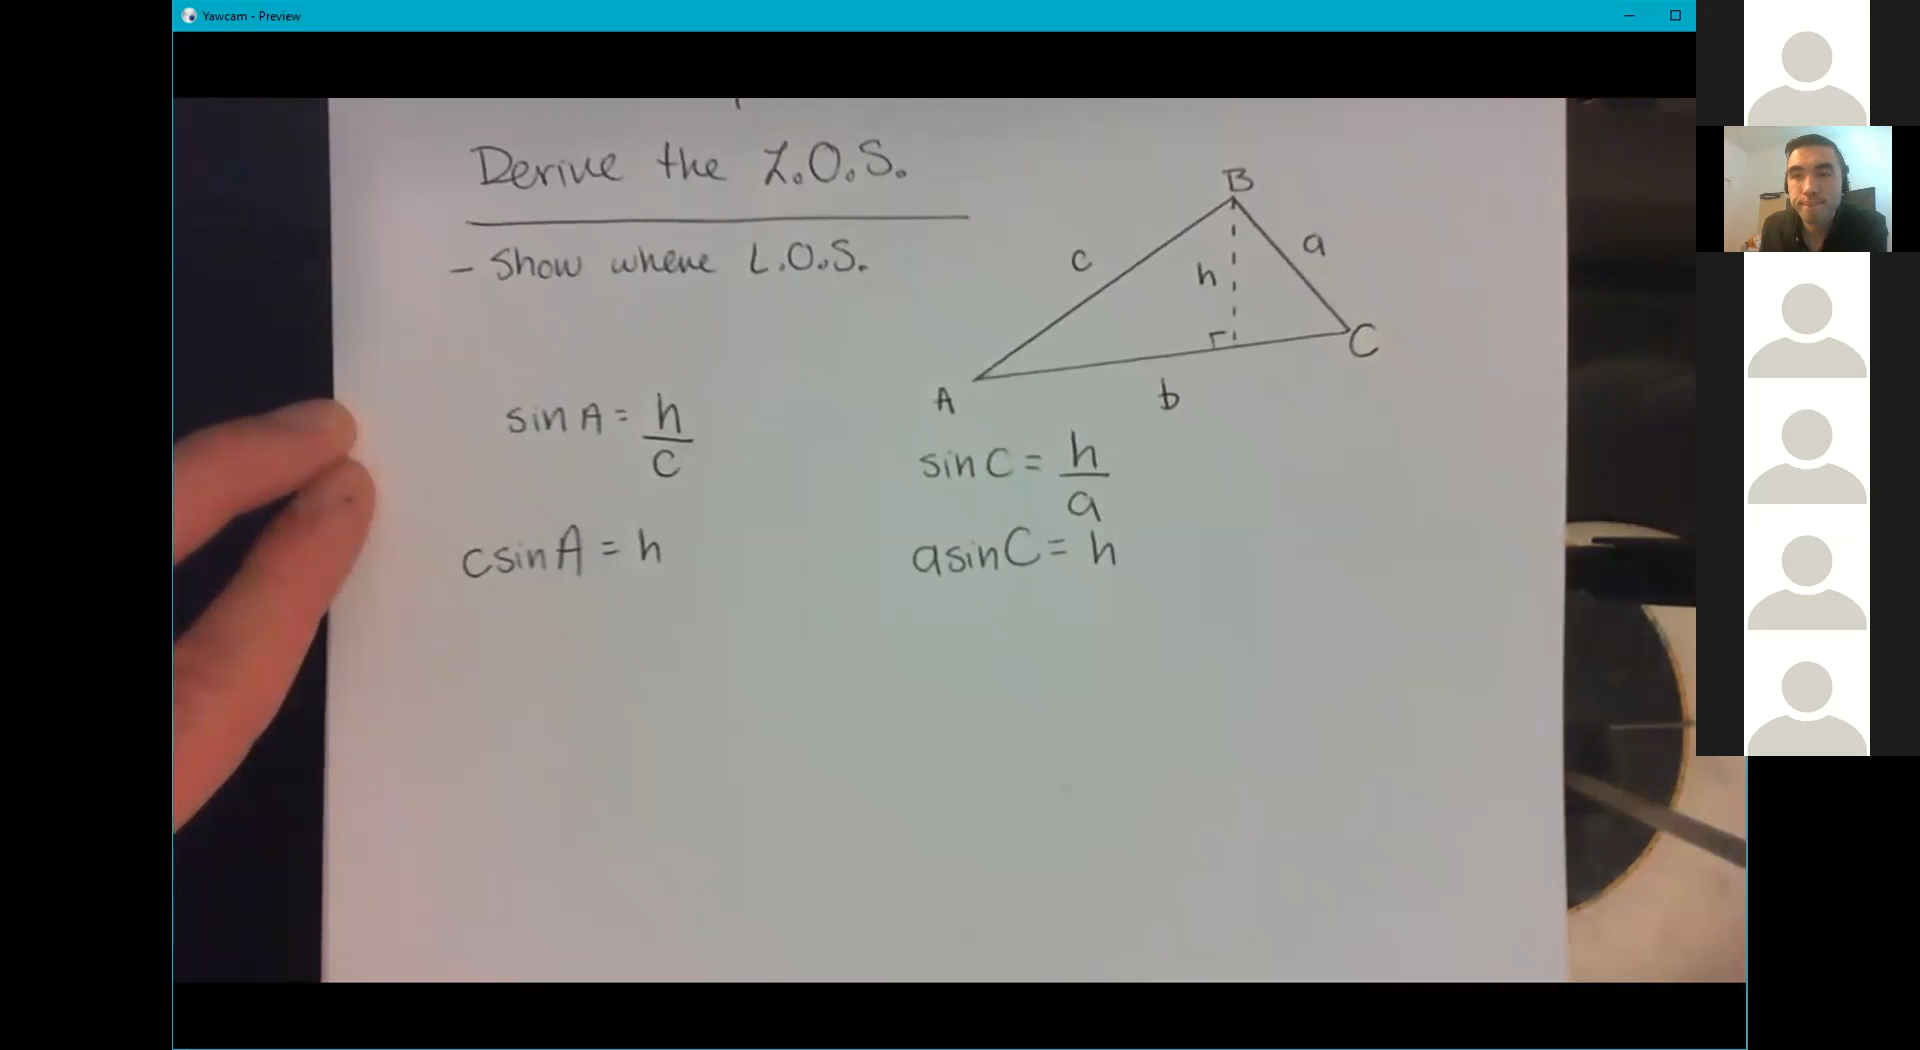 Yawcam - Preview
Derive the L.O.S.
- Show where L.O.S.
B
c
a
h
C
A
b
sin A = h/c
sin C = h/a
c sin A = h
a sin C = h